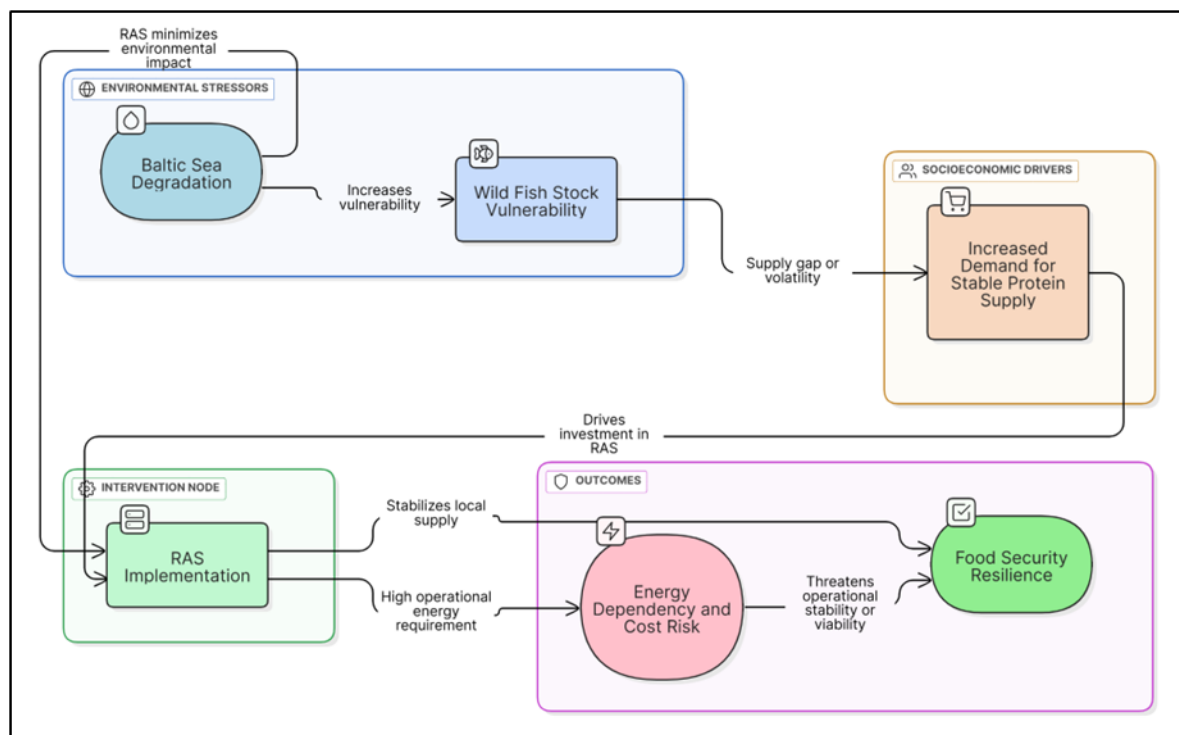 RAS minimizes
environmental
impact
ENVIRONMENTAL STRESSORS
Baltic Sea
Degradation
Increases
vulnerability
Wild Fish Stock
Vulnerability
SOCIOECONOMIC DRIVERS
Increased
Demand for
Stable Protein
Supply
Supply gap or
volatility
Drives
investment in
RAS
INTERVENTION NODE
RAS
Implementation
Stabilizes local
supply
High operational
energy
requirement
OUTCOMES
Energy
Dependency and
Cost Risk
Threatens
operational
stability or
viability
Food Security
Resilience